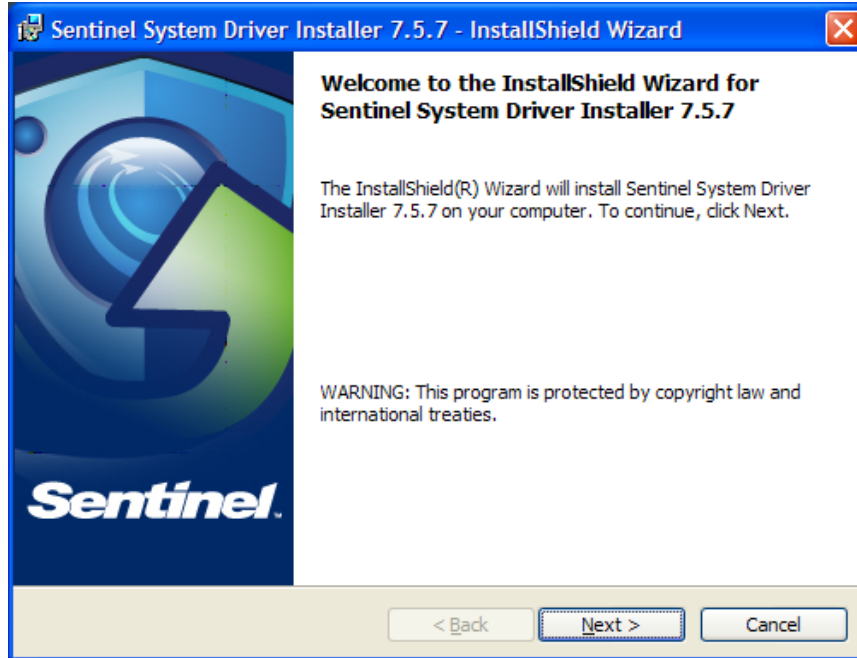 Sentinel System Driver Installer 7.5.7 - InstallShield Wizard
Welcome to the InstallShield Wizard for
Sentinel System Driver Installer 7.5.7
The InstallShield(R) Wizard will install Sentinel System Driver
Installer 7.5.7 on your computer. To continue, click Next.
WARNING: This program is protected by copyright law and
international treaties.
Sentinel™
< Back
Next >
Cancel